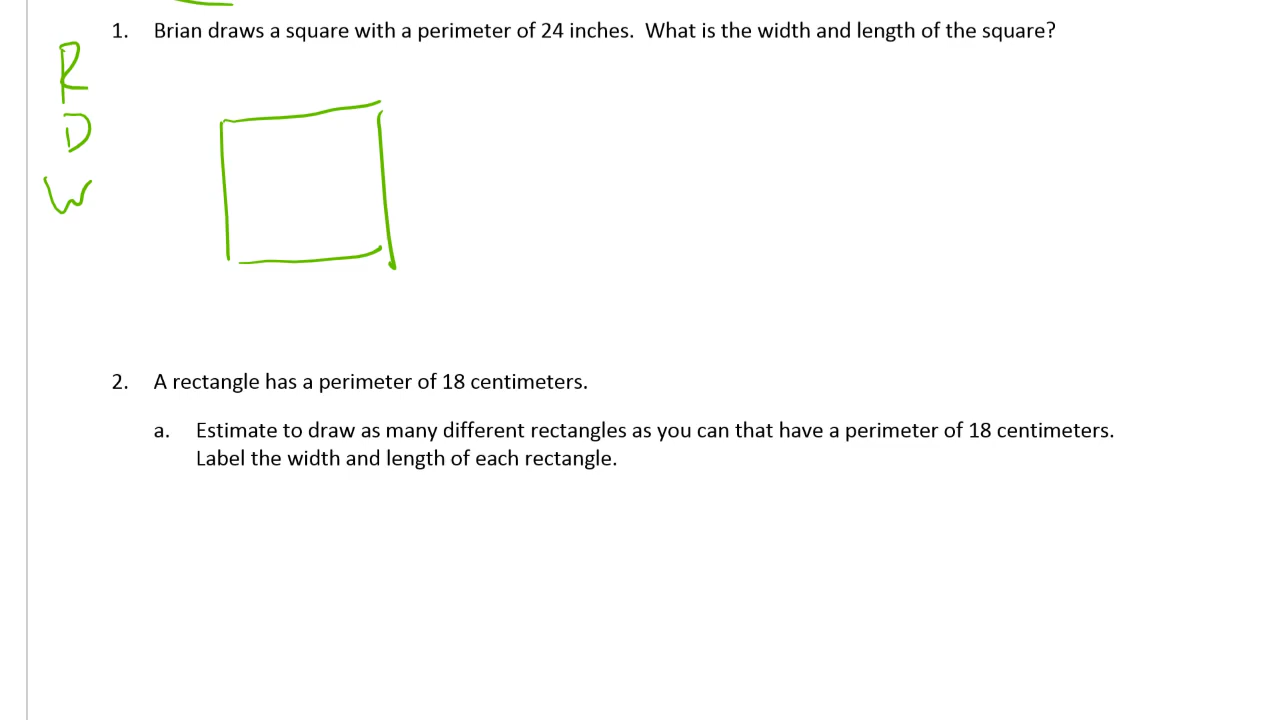 1. Brian draws a square with a perimeter of 24 inches. What is the width and length of the square?
R
D
W
2. A rectangle has a perimeter of 18 centimeters.
a. Estimate to draw as many different rectangles as you can that have a perimeter of 18 centimeters.
Label the width and length of each rectangle.